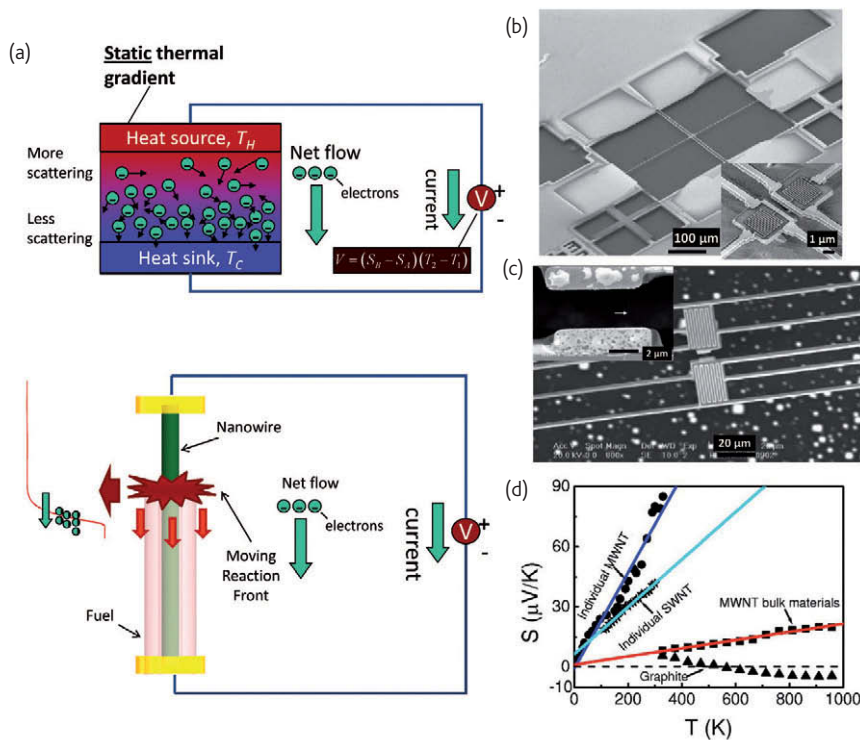 (a)
Static thermal
gradient
Heat source, T_H
More
scattering
Less
scattering
Heat sink, T_C
Net flow
electrons
current
V
+
-
V = (S_B − S_A)(T_2 − T_1)
Nanowire
Net flow
electrons
Moving
Reaction
Front
Fuel
current
V
+
-
(b)
100 μm
1 μm
(c)
2 μm
20 μm
(d)
S (μV/K)
90
60
30
0
-10
Individual MWNT
Individual SWNT
MWNT bulk materials
Graphite
0 200 400 600 800 1000
T (K)